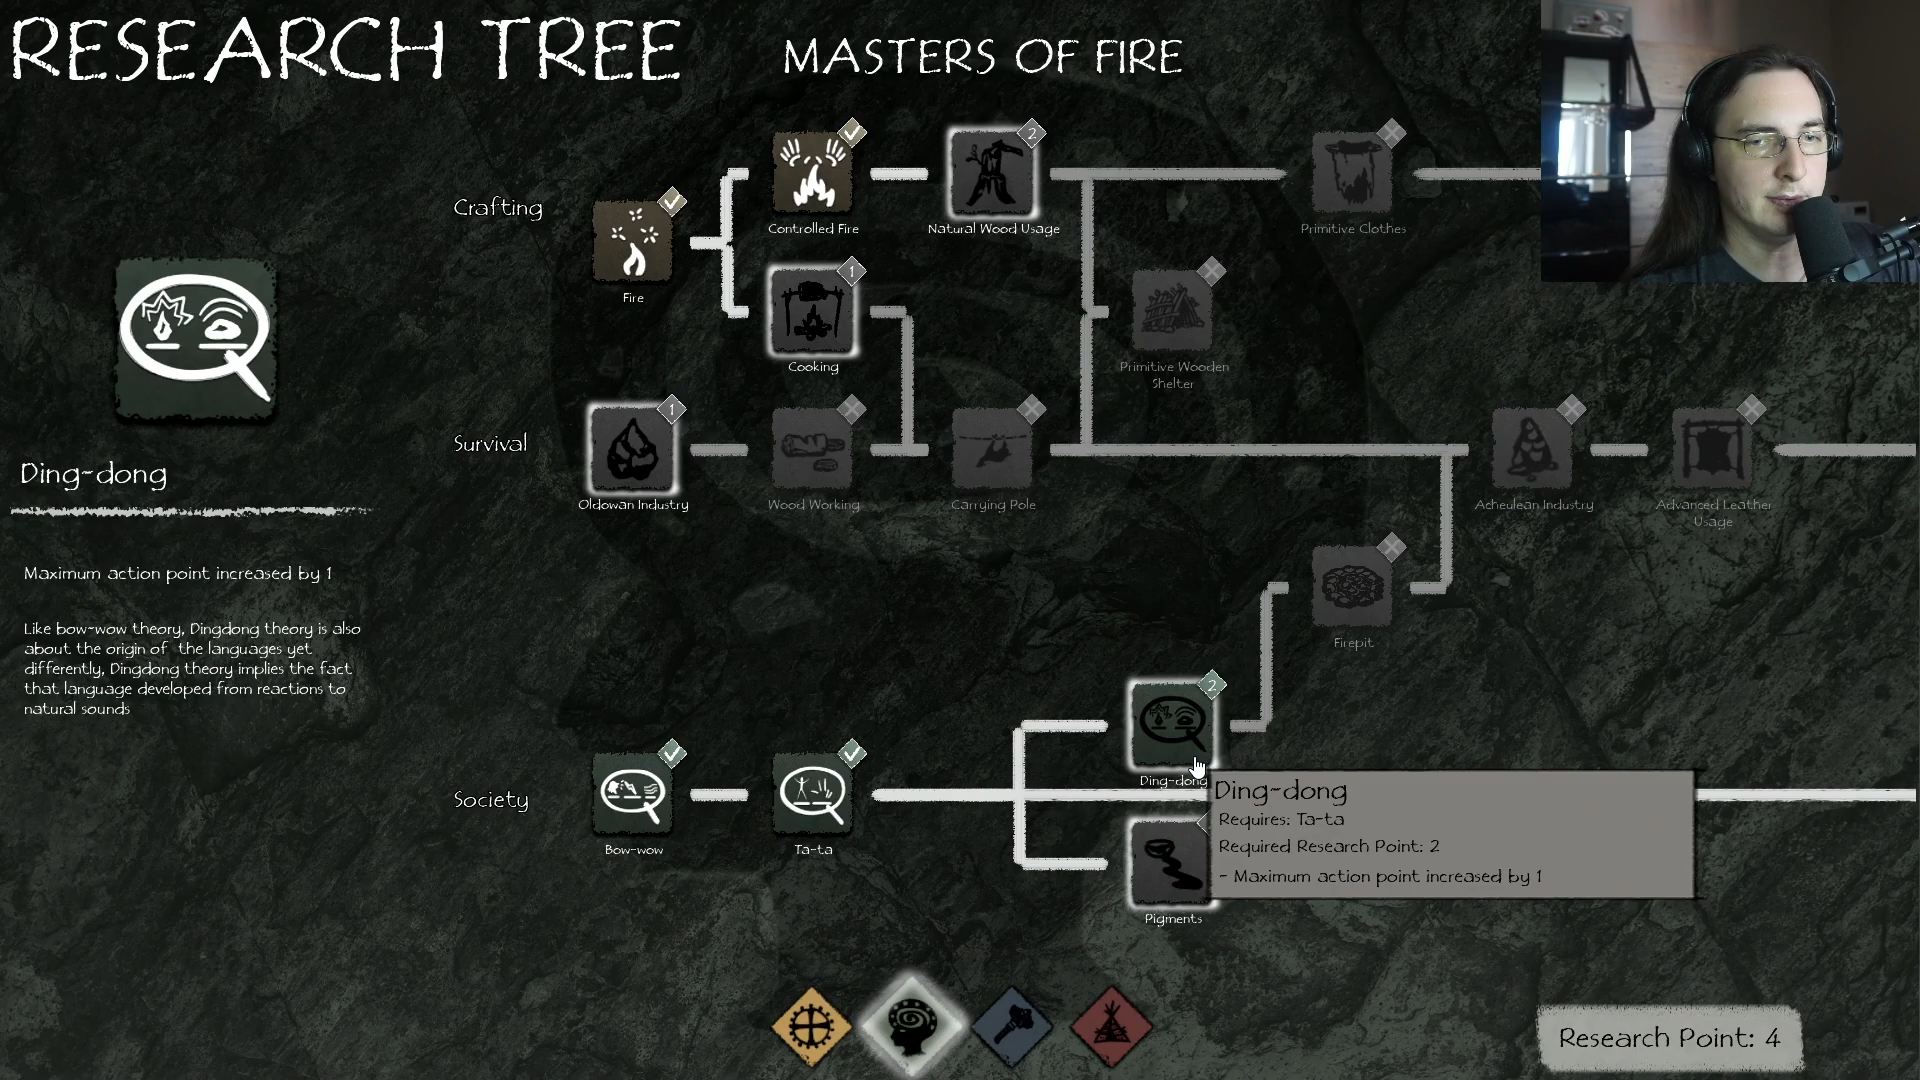 RESEARCH TREE
MASTERS OF FIRE
Crafting
Fire
Controlled Fire
2
Natural Wood Usage
Primitive Clothes
1
Cooking
Primitive Wooden
Shelter
Survival
1
Oldowan Industry
Wood Working
Carrying Pole
Acheulean Industry
Advanced Leather
Usage
Firepit
Ding-dong
Maximum action point increased by 1
Like bow-wow theory, Dingdong theory is also
about the origin of the languages yet
differently, Dingdong theory implies the fact
that language developed from reactions to
natural sounds
Society
Bow-wow
Ta-ta
2
Ding-dong
Pigments
Ding-dong
Requires: Ta-ta
Required Research Point: 2
- Maximum action point increased by 1
Research Point: 4